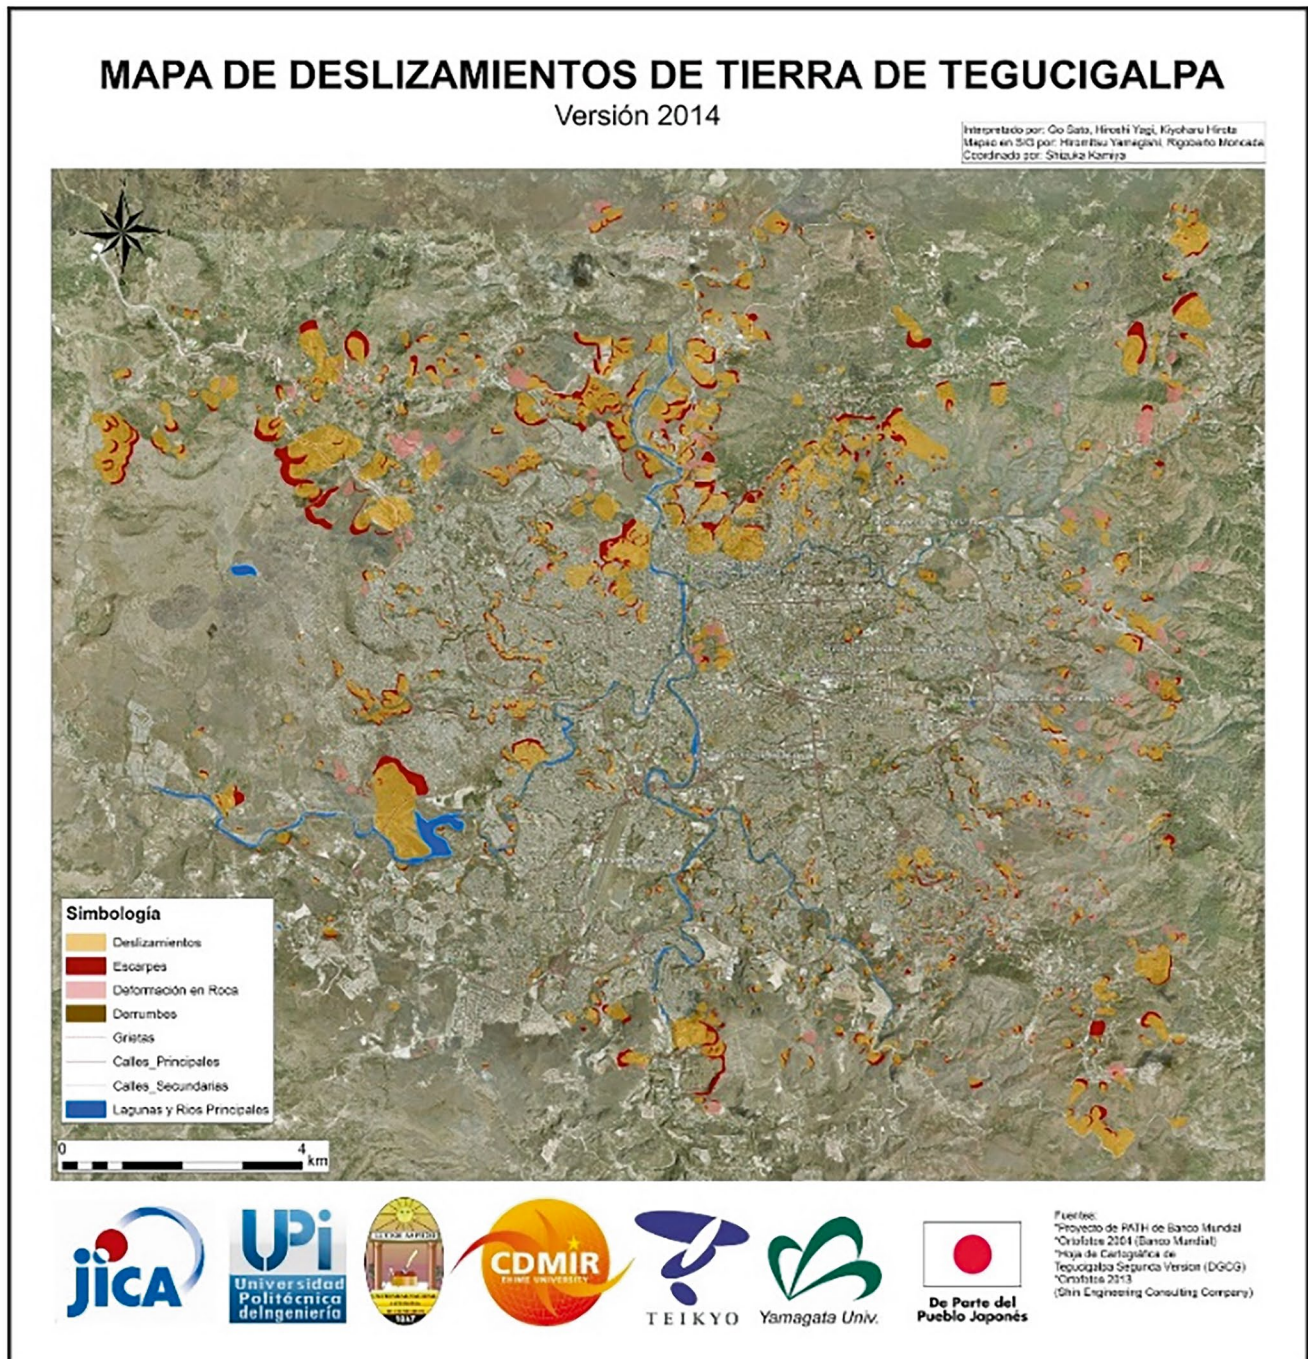 MAPA DE DESLIZAMIENTOS DE TIERRA DE TEGUCIGALPA
Versión 2014
Interpretado por: Go Sato, Hiroshi Yagi, Kiyoharu Hirota
Mapeo en SIG por: Hiromitsu Yamagishi, Rigoberto Moncada
Coordinado por: Shizuka Kamiya
Simbología
Deslizamientos
Escarpes
Deformación en Roca
Derrumbes
Grietas
Calles_Principales
Calles_Secundarias
Lagunas y Rios Principales
0 4
km
jica
UPi
Universidad
Politécnica
deIngeniería
1847
CDMIR
EHIME UNIVERSITY
TEIKYO
Yamagata Univ.
De Parte del
Pueblo Japonés
Fuentes:
*Proyecto de PATH de Banco Mundial
*Ortofotos 2004 (Banco Mundial)
*Hoja de Cartográfica de
Tegucigalpa Segunda Version (DGCG)
*Ortofotos 2013
(Shin Engineering Consulting Company)